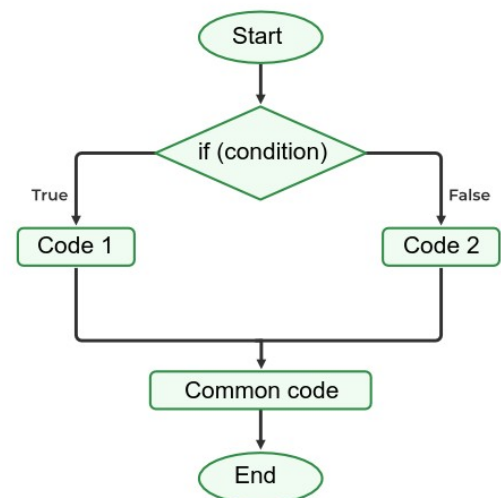 Start
if (condition)
True
False
Code 1
Code 2
Common code
End